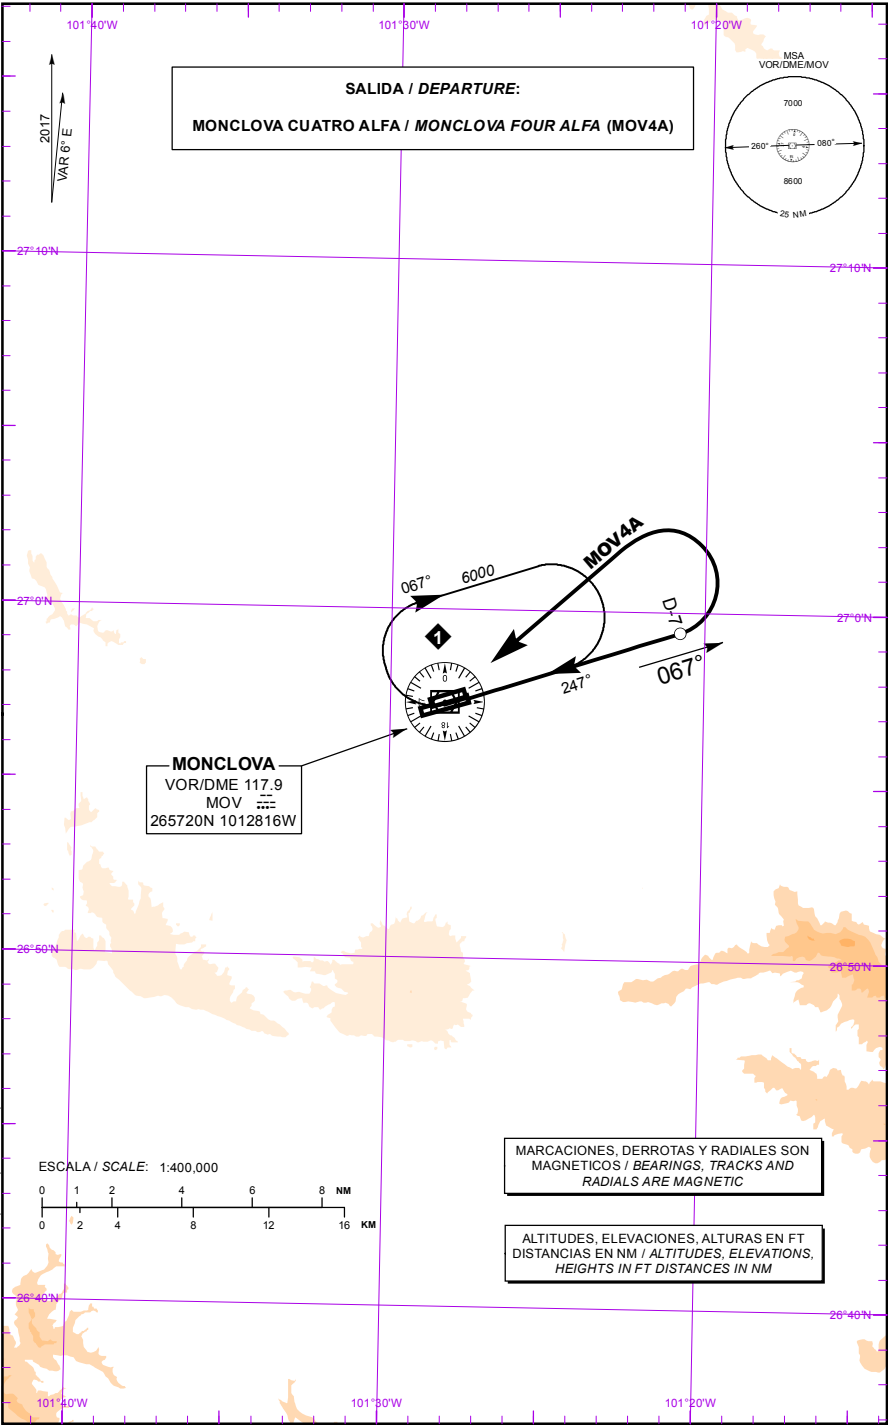 101°40'W
101°30'W
101°20'W
MSA
VOR/DME/MOV
7000
260°
080°
8600
25 NM
2017
VAR 6° E
SALIDA / DEPARTURE:
MONCLOVA CUATRO ALFA / MONCLOVA FOUR ALFA (MOV4A)
27°10'N
27°10'N
MOV4A
067°
6000
27°0'N
27°0'N
D-7
1
067°
247°
0
18
MONCLOVA
VOR/DME 117.9
MOV
265720N 1012816W
26°50'N
26°50'N
MARCACIONES, DERROTAS Y RADIALES SON
MAGNETICOS / BEARINGS, TRACKS AND
RADIALS ARE MAGNETIC
ESCALA / SCALE: 1:400,000
0 1 2 4 6 8 NM
0 2 4 8 12 16 KM
ALTITUDES, ELEVACIONES, ALTURAS EN FT
DISTANCIAS EN NM / ALTITUDES, ELEVATIONS,
HEIGHTS IN FT DISTANCES IN NM
26°40'N
26°40'N
101°40'W
101°30'W
101°20'W